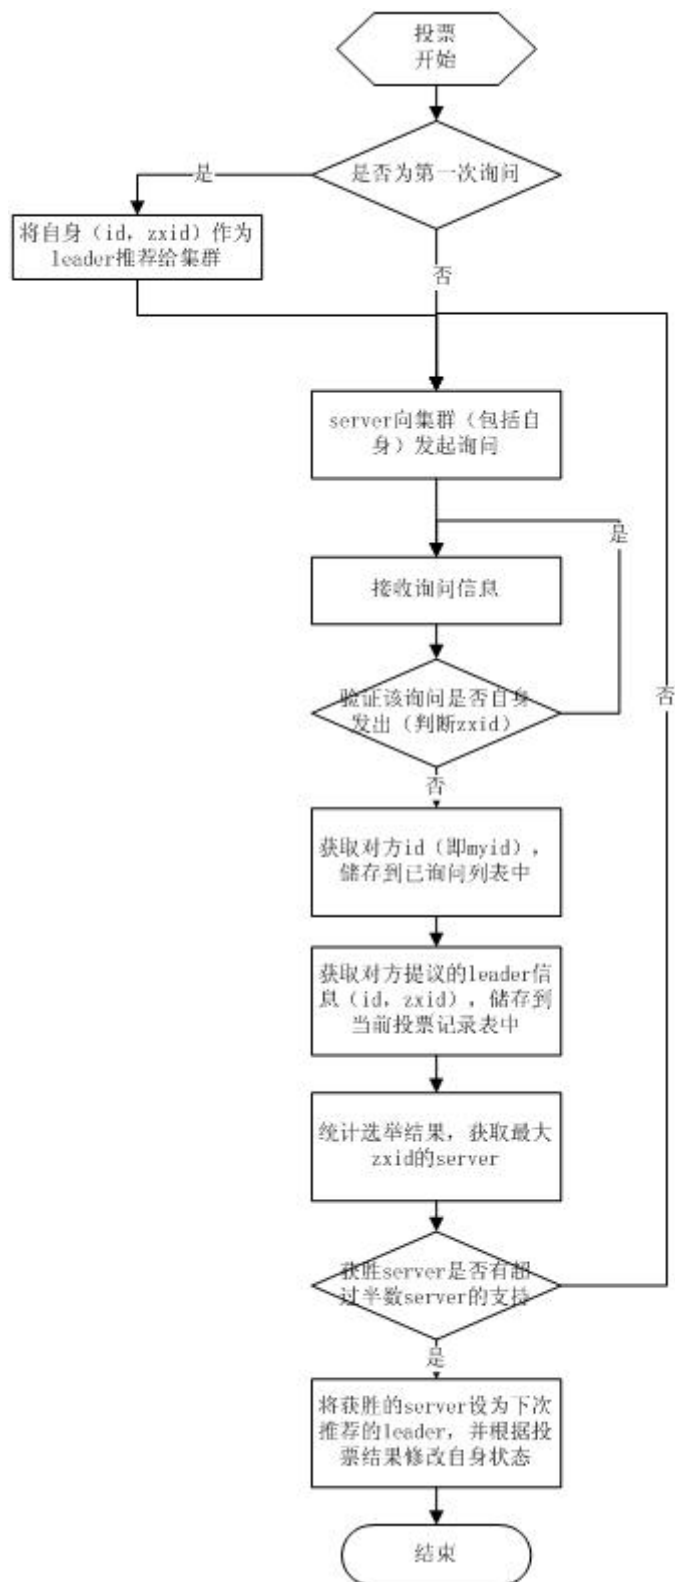 投票
开始
是否为第一次询问
是
将自身（id，zxid）作为
leader推荐给集群
否
server向集群（包括自
身）发起询问
是
接收询问信息
验证该询问是否自身
发出（判断zxid）
否
否
获取对方id（即myid），
储存到已询问列表中
获取对方提议的leader信
息（id，zxid），储存到
当前投票记录表中
统计选举结果，获取最大
zxid的server
获胜server是否有超
过半数server的支持
是
将获胜的server设为下次
推荐的leader，并根据投
票结果修改自身状态
结束